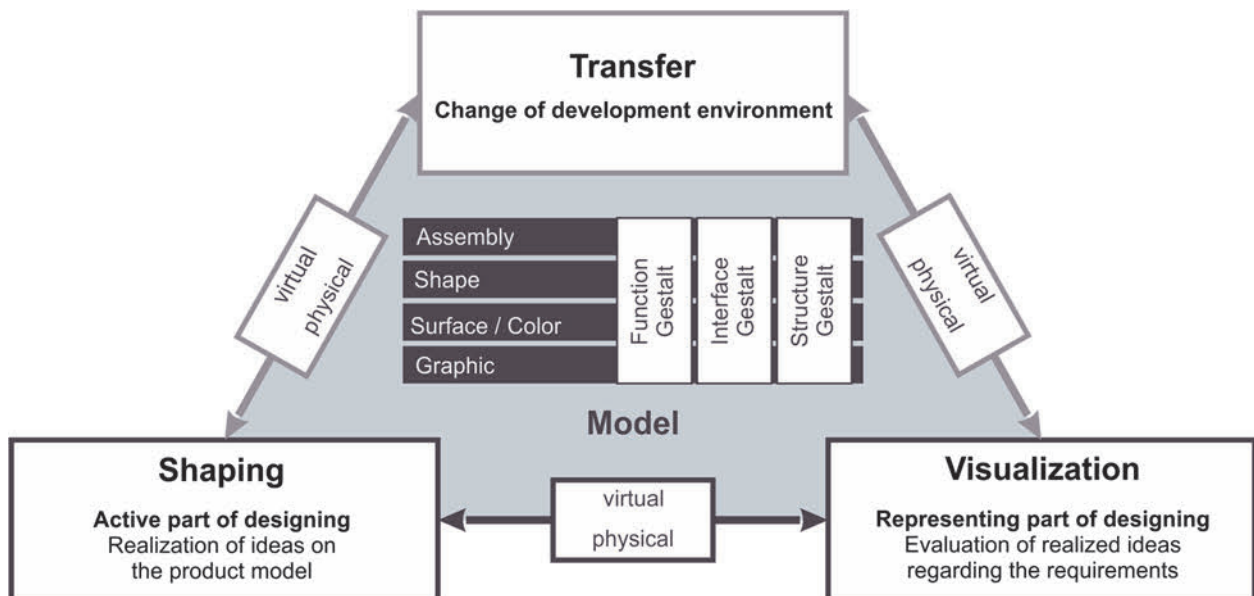 Transfer
Change of development environment
virtual
physical
virtual
physical
Assembly
Shape
Surface / Color
Graphic
Function
Gestalt
Interface
Gestalt
Structure
Gestalt
Model
Shaping
Active part of designing
Realization of ideas on
the product model
virtual
physical
Visualization
Representing part of designing
Evaluation of realized ideas
regarding the requirements